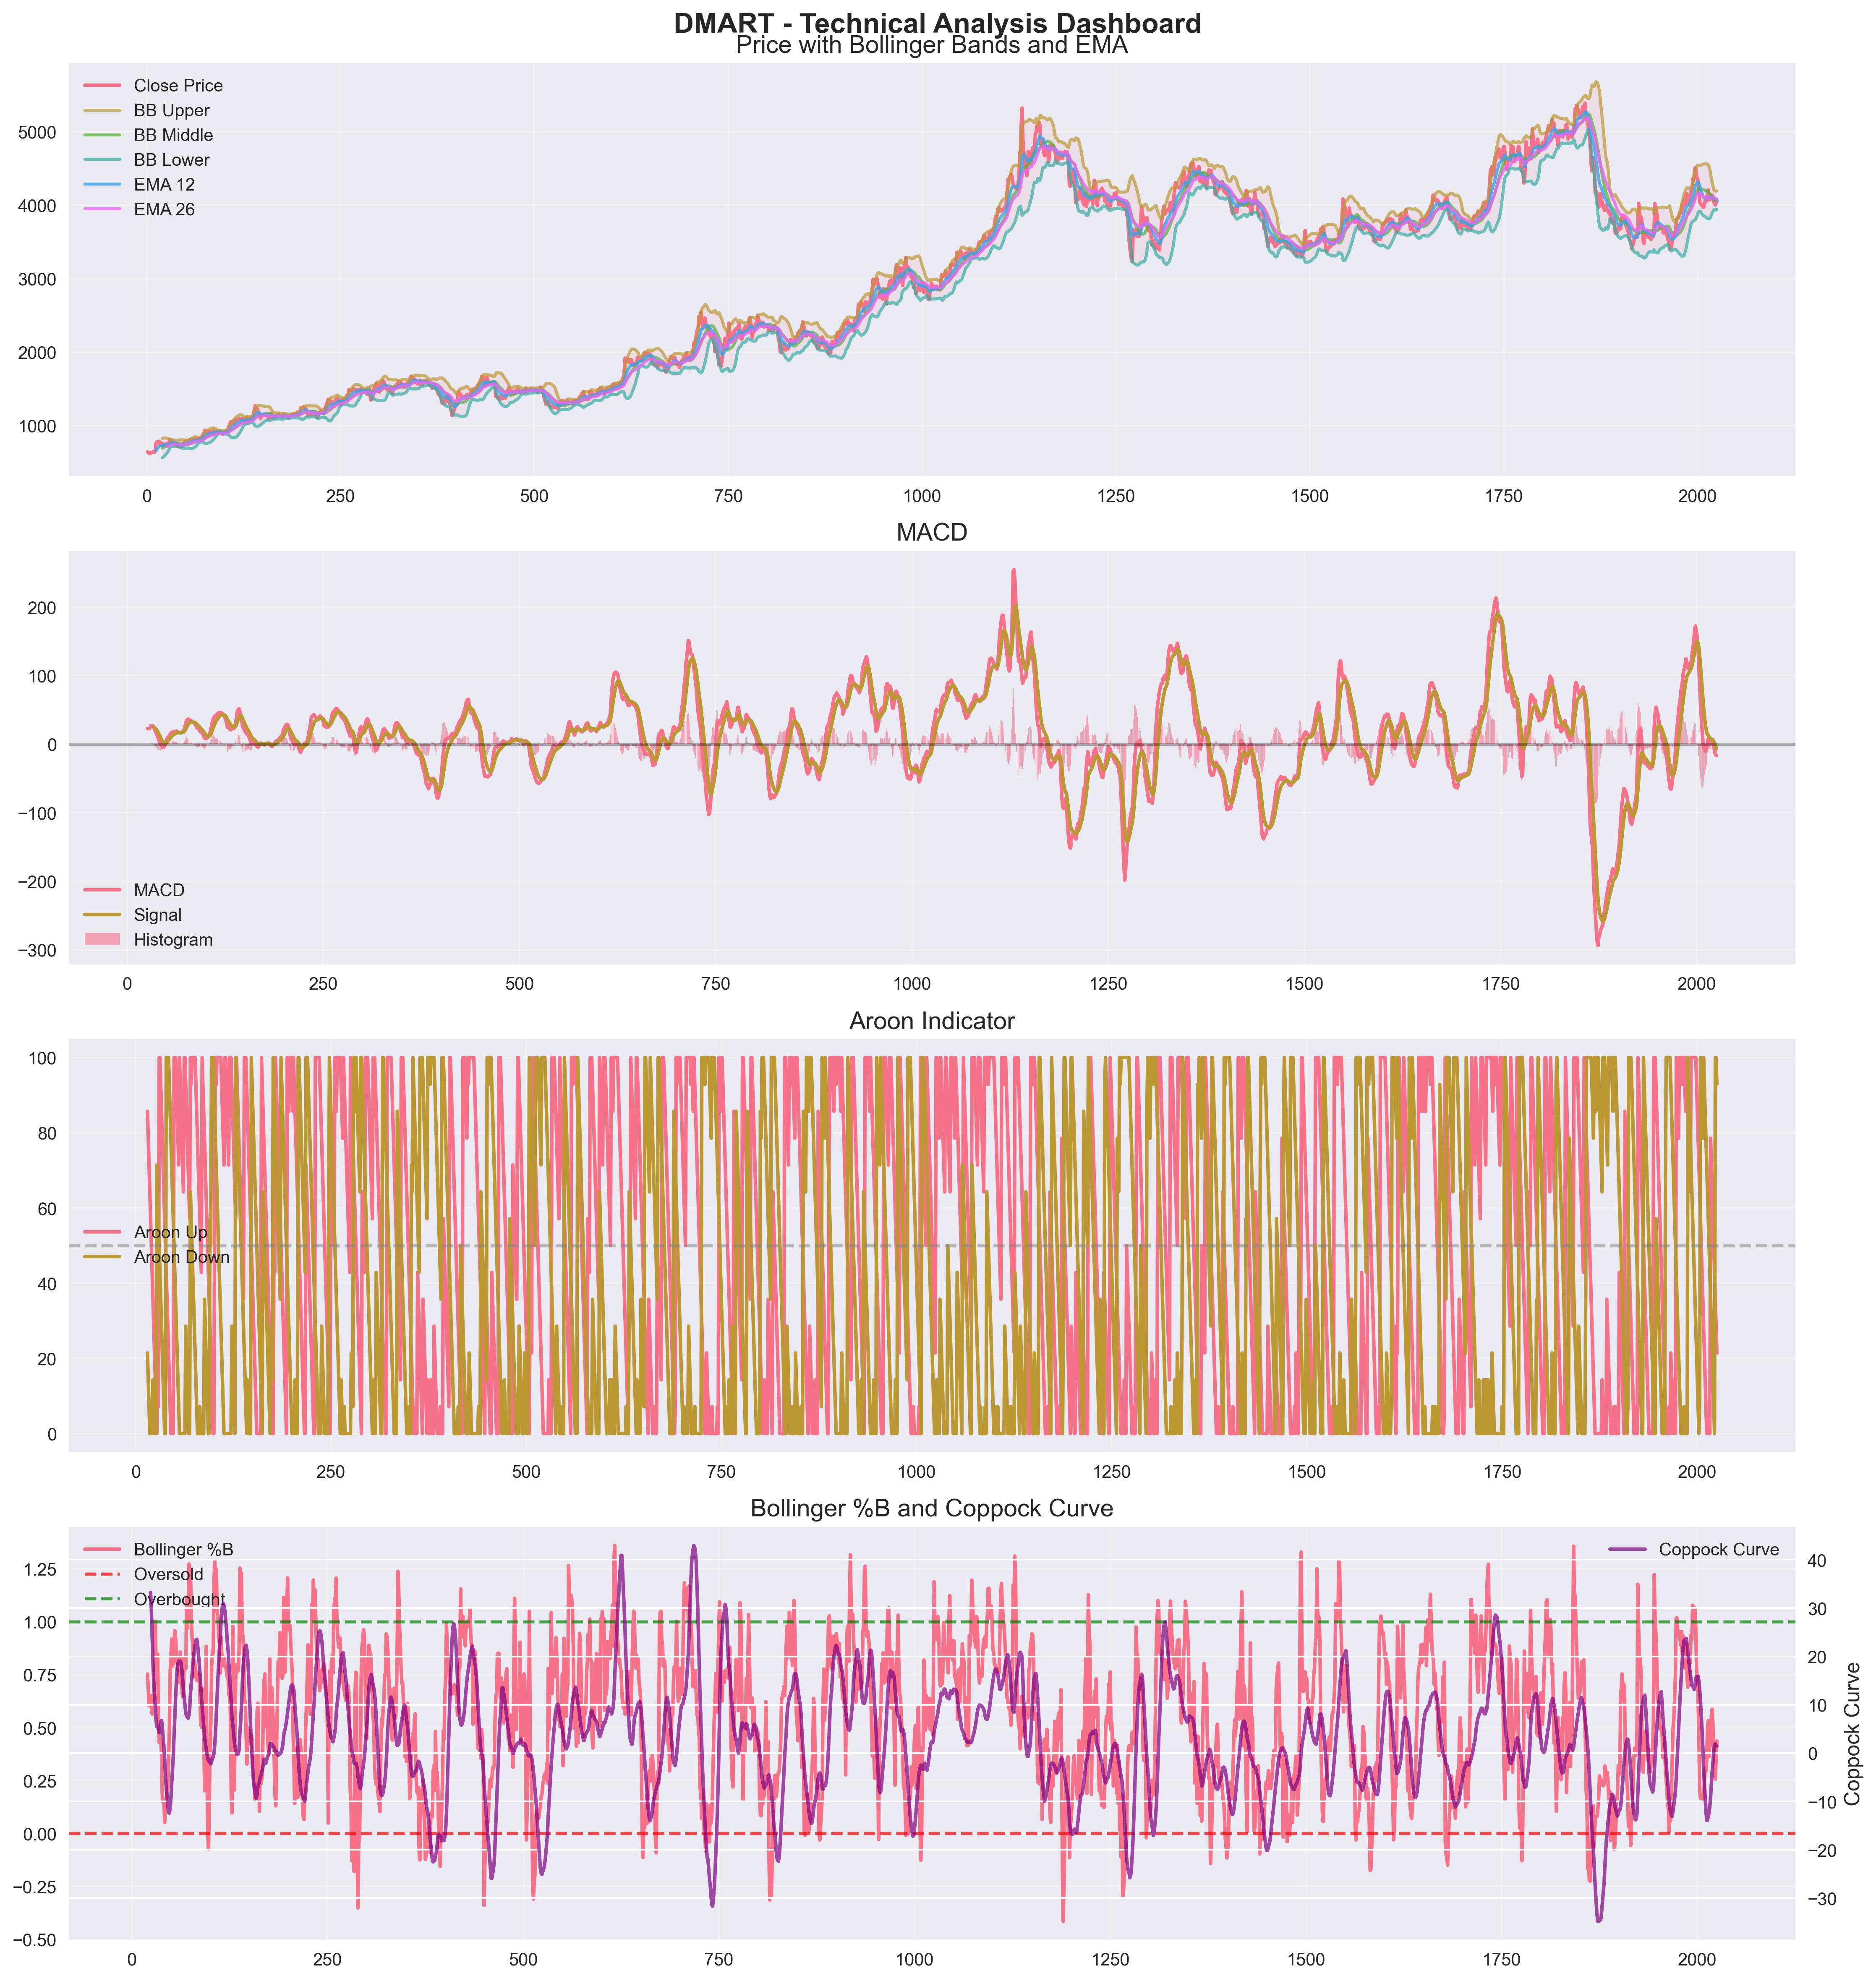 DMART - Technical Analysis Dashboard
Price with Bollinger Bands and EMA
Close Price
BB Upper
BB Middle
BB Lower
EMA 12
EMA 26
5000
4000
3000
2000
1000
0 250 500 750 1000 1250 1500 1750 2000
MACD
200
100
0
−100
−200
−300
MACD
Signal
Histogram
0 250 500 750 1000 1250 1500 1750 2000
Aroon Indicator
100
80
60
40
20
0
Aroon Up
Aroon Down
0 250 500 750 1000 1250 1500 1750 2000
Bollinger %B and Coppock Curve
Bollinger %B
Oversold
Overbought
Coppock Curve
1.25
1.00
0.75
0.50
0.25
0.00
−0.25
−0.50
40
30
20
10
0
−10
−20
−30
Coppock Curve
0 250 500 750 1000 1250 1500 1750 2000